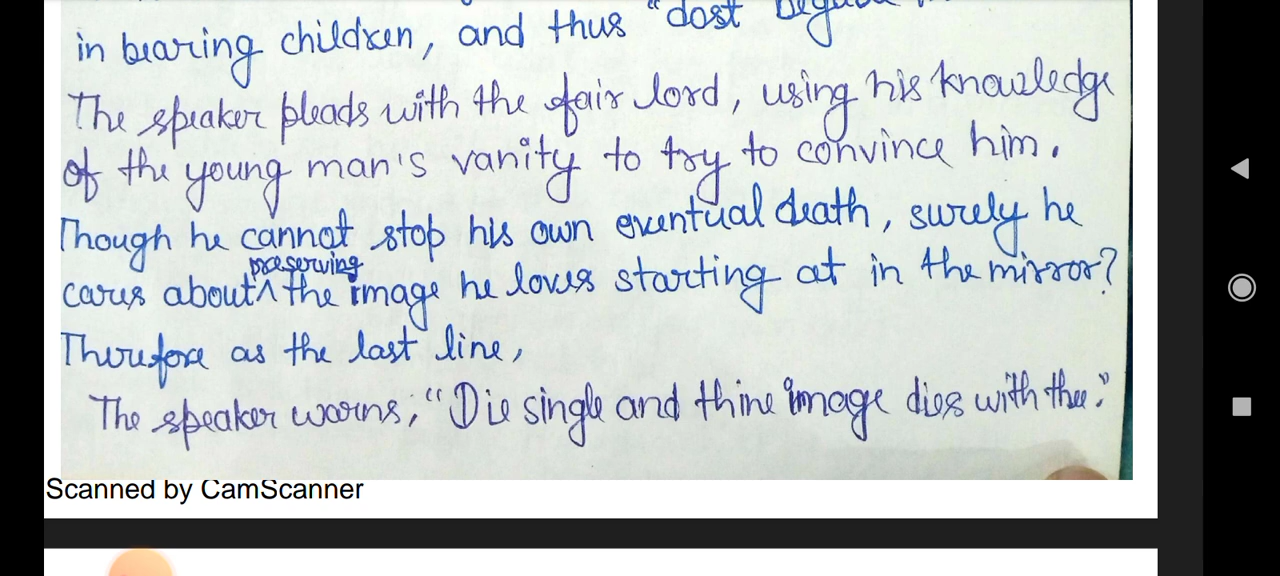 in bearing children, and thus "dost
The speaker pleads with the fair lord, using his knowledge
of the young man's vanity to try to convince him.
Though he cannot stop his own eventual death, surely he
preserving
cares about^ the image he loves starting at in the mirror?
Therefore as the last line,
The speaker warns, "Die single and thine image dies with thee."
Scanned by CamScanner